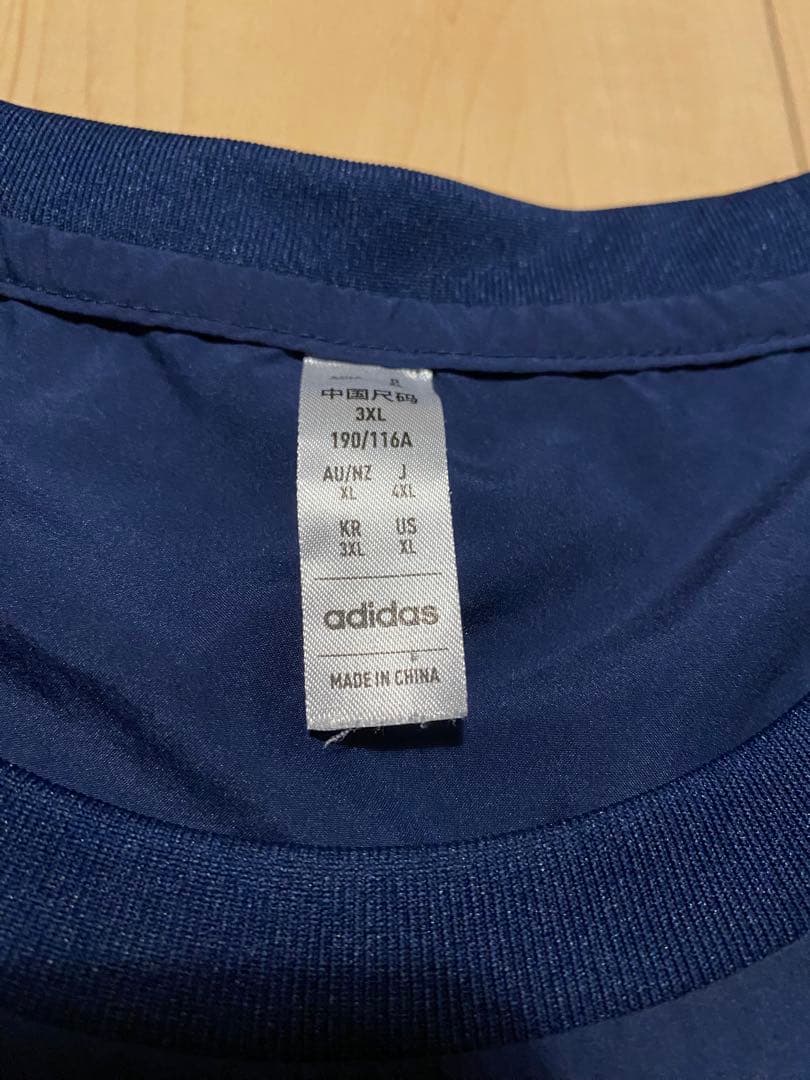 中国尺码
3XL
190/116A
AU/NZ J
XL 4XL
KR US
3XL XL
adidas
MADE IN CHINA